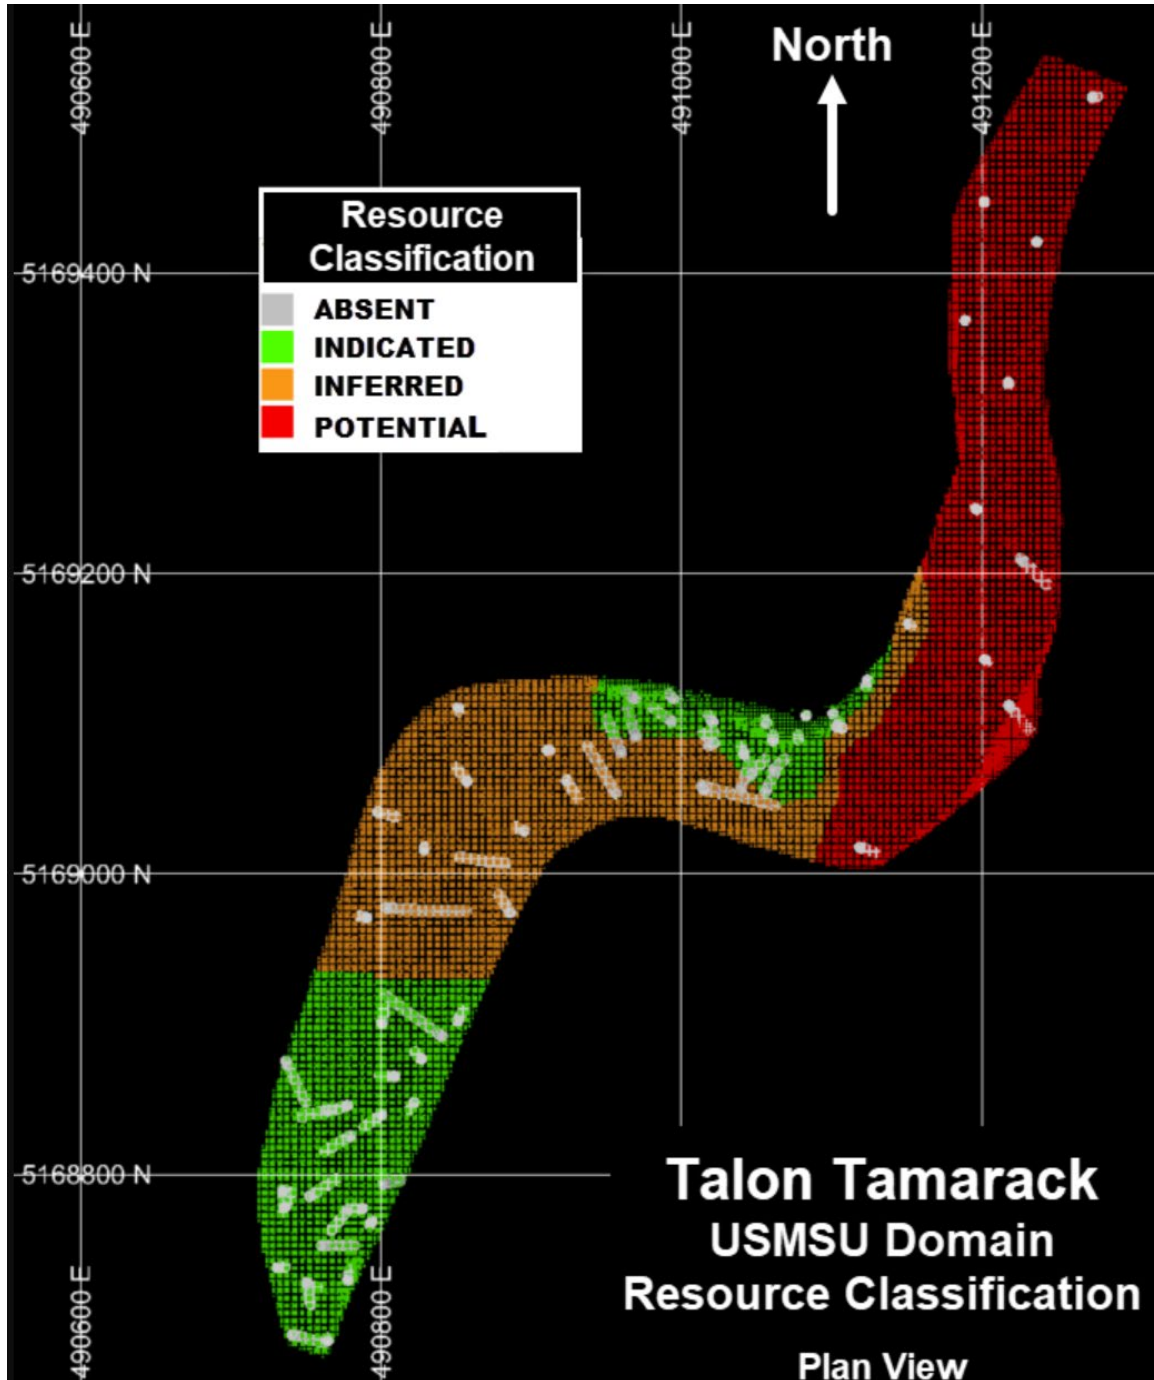 490600 E
490800 E
491000 E
491200 E
North
Resource
Classification
5169400 N
ABSENT
INDICATED
INFERRED
POTENTIAL
5169200 N
5169000 N
5168800 N
Talon Tamarack
USMSU Domain
Resource Classification
490600 E
490800 E
Plan View